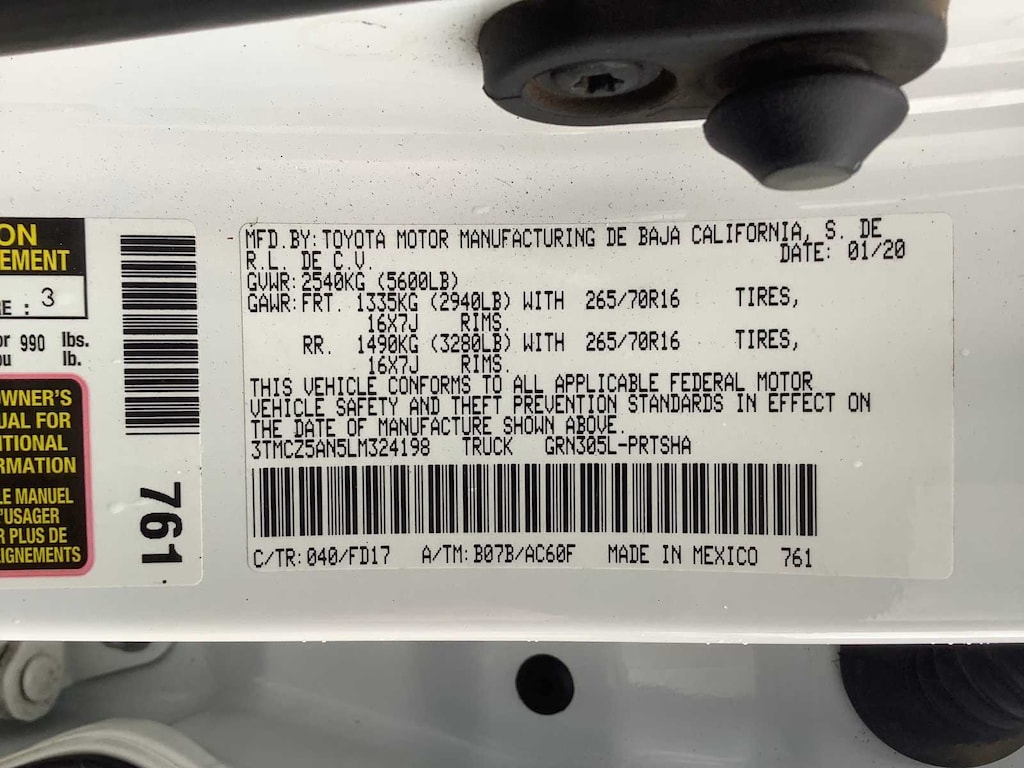 ON
EMENT
RE : 3
or 990 lbs.
ou lb.
OWNER'S
UAL FOR
ITIONAL
RMATION
LE MANUEL
'USAGER
R PLUS DE
EIGNEMENTS
761
MFD.BY:TOYOTA MOTOR MANUFACTURING DE BAJA CALIFORNIA, S. DE
R.L. DE C.V. DATE: 01/20
GVWR:2540KG (5600LB)
GAWR:FRT. 1335KG (2940LB) WITH 265/70R16 TIRES,
16X7J RIMS.
RR. 1490KG (3280LB) WITH 265/70R16 TIRES,
16X7J RIMS.
THIS VEHICLE CONFORMS TO ALL APPLICABLE FEDERAL MOTOR
VEHICLE SAFETY AND THEFT PREVENTION STANDARDS IN EFFECT ON
THE DATE OF MANUFACTURE SHOWN ABOVE.
3TMCZ5AN5LM324198 TRUCK GRN305L-PRTSHA
C/TR:040/FD17 A/TM:B07B/AC60F MADE IN MEXICO 761